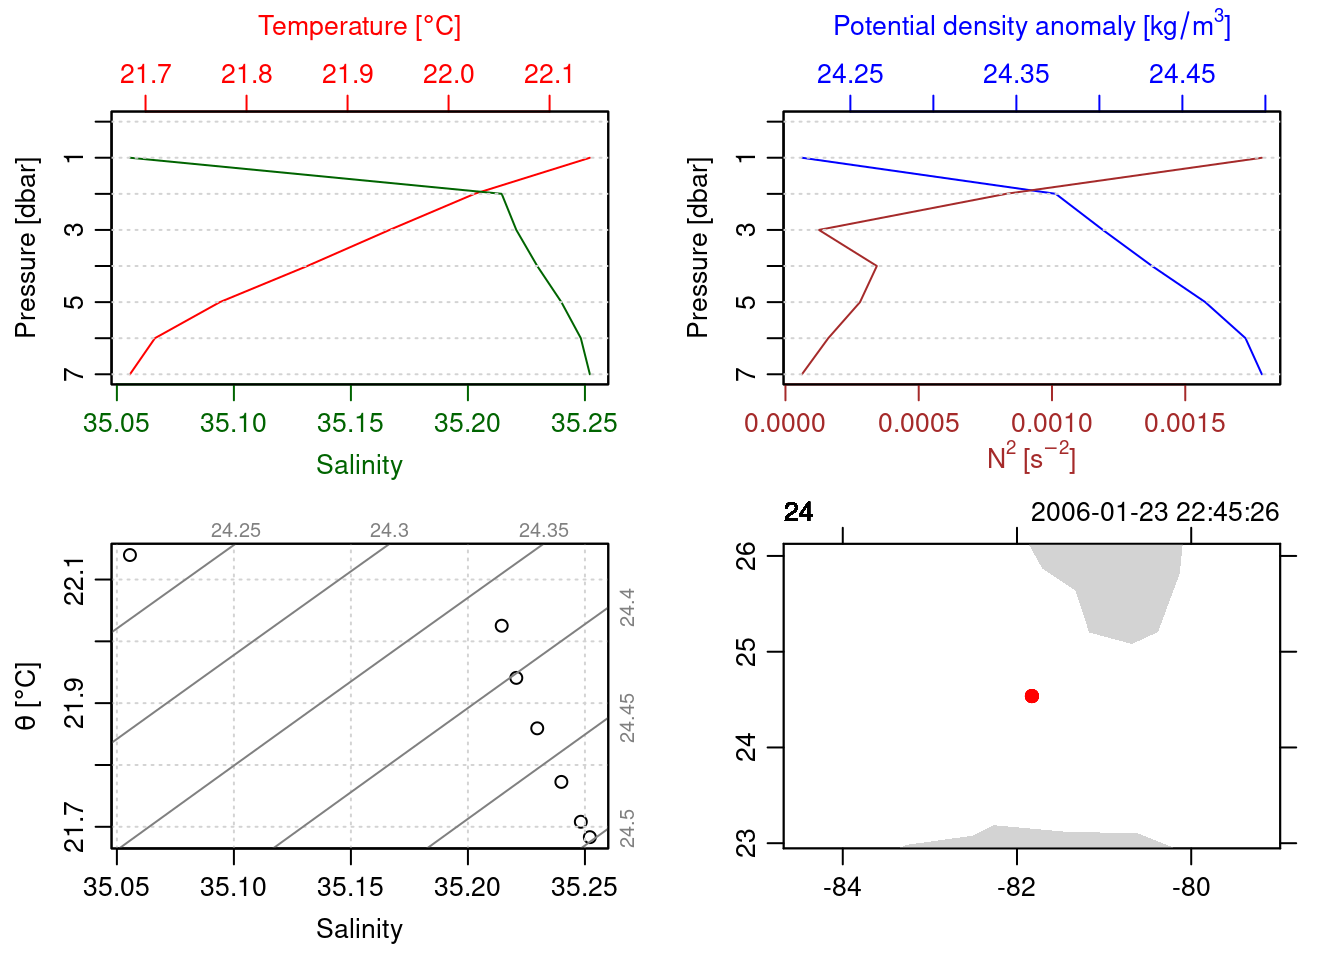 Temperature [°C]
21.7 21.8 21.9 22.0 22.1
Pressure [dbar]
1
3
5
7
35.05 35.10 35.15 35.20 35.25
Salinity
Potential density anomaly [kg/m³]
24.25 24.35 24.45
Pressure [dbar]
1
3
5
7
0.0000 0.0005 0.0010 0.0015
N² [s⁻²]
24.25 24.3 24.35
24.4
24.45
24.5
θ [°C]
22.1
21.9
21.7
35.05 35.10 35.15 35.20 35.25
Salinity
24 2006-01-23 22:45:26
26
25
24
23
-84 -82 -80